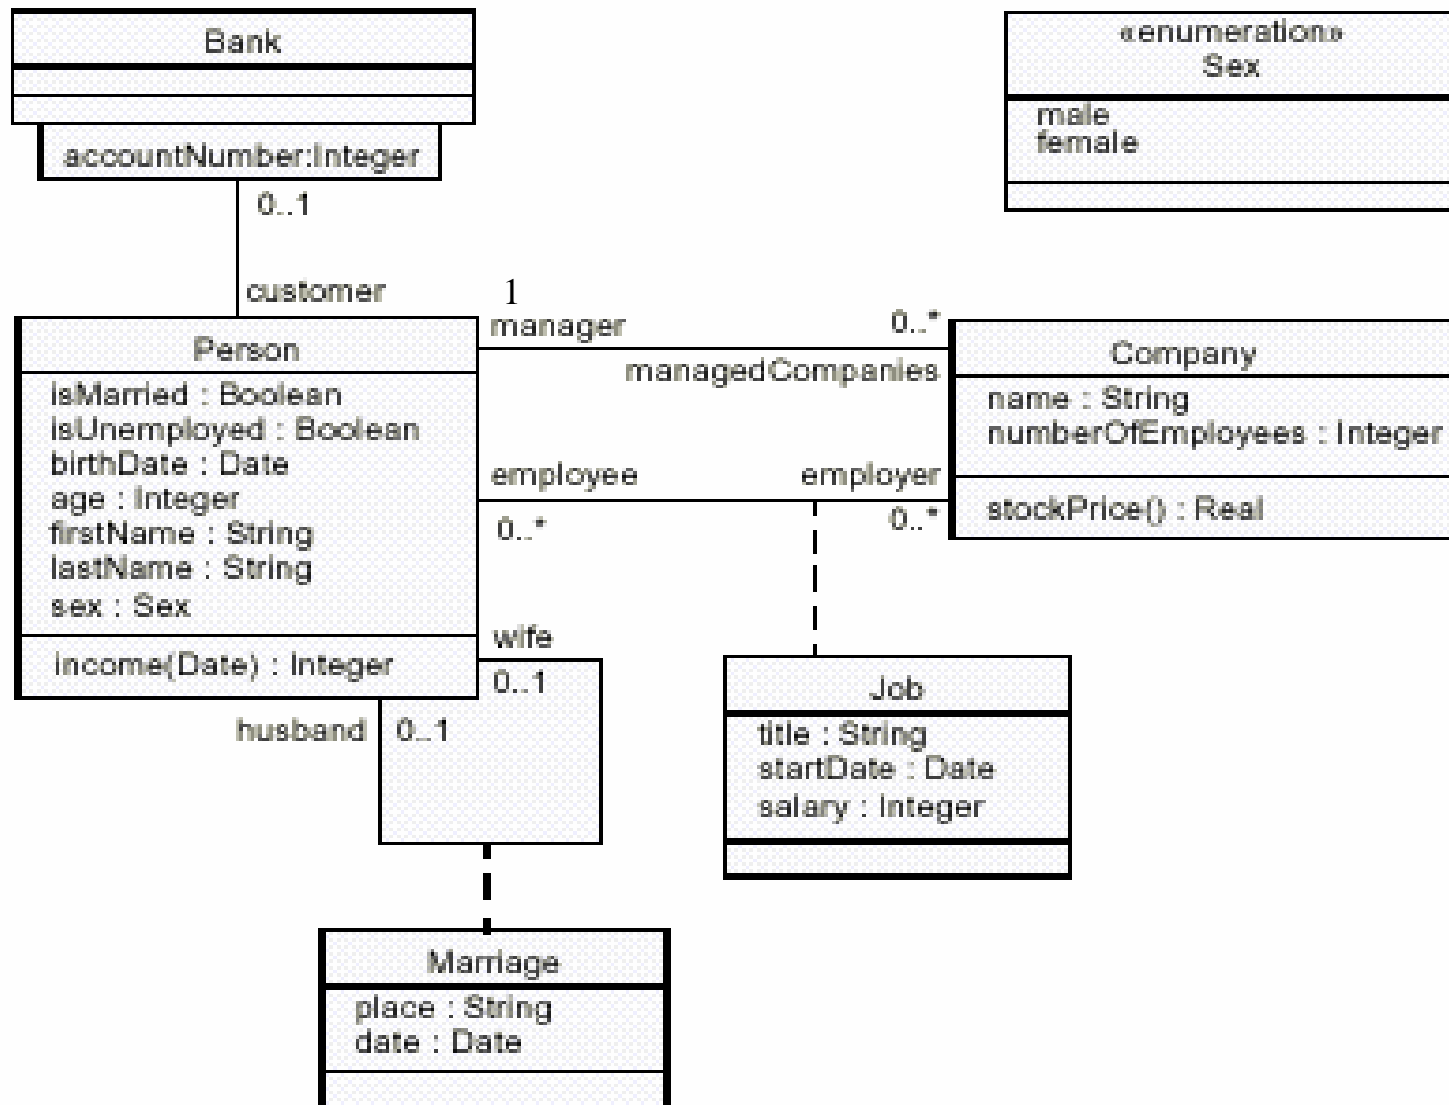 Bank
accountNumber:Integer
0..1
customer
«enumeration»
Sex
male
female
1
manager
0..*
managedCompanies
Person
isMarried : Boolean
isUnemployed : Boolean
birthDate : Date
age : Integer
firstName : String
lastName : String
sex : Sex
income(Date) : Integer
employee
0..*
employer
0..*
Company
name : String
numberOfEmployees : Integer
stockPrice() : Real
wife
0..1
husband
0..1
Job
title : String
startDate : Date
salary : Integer
Marriage
place : String
date : Date